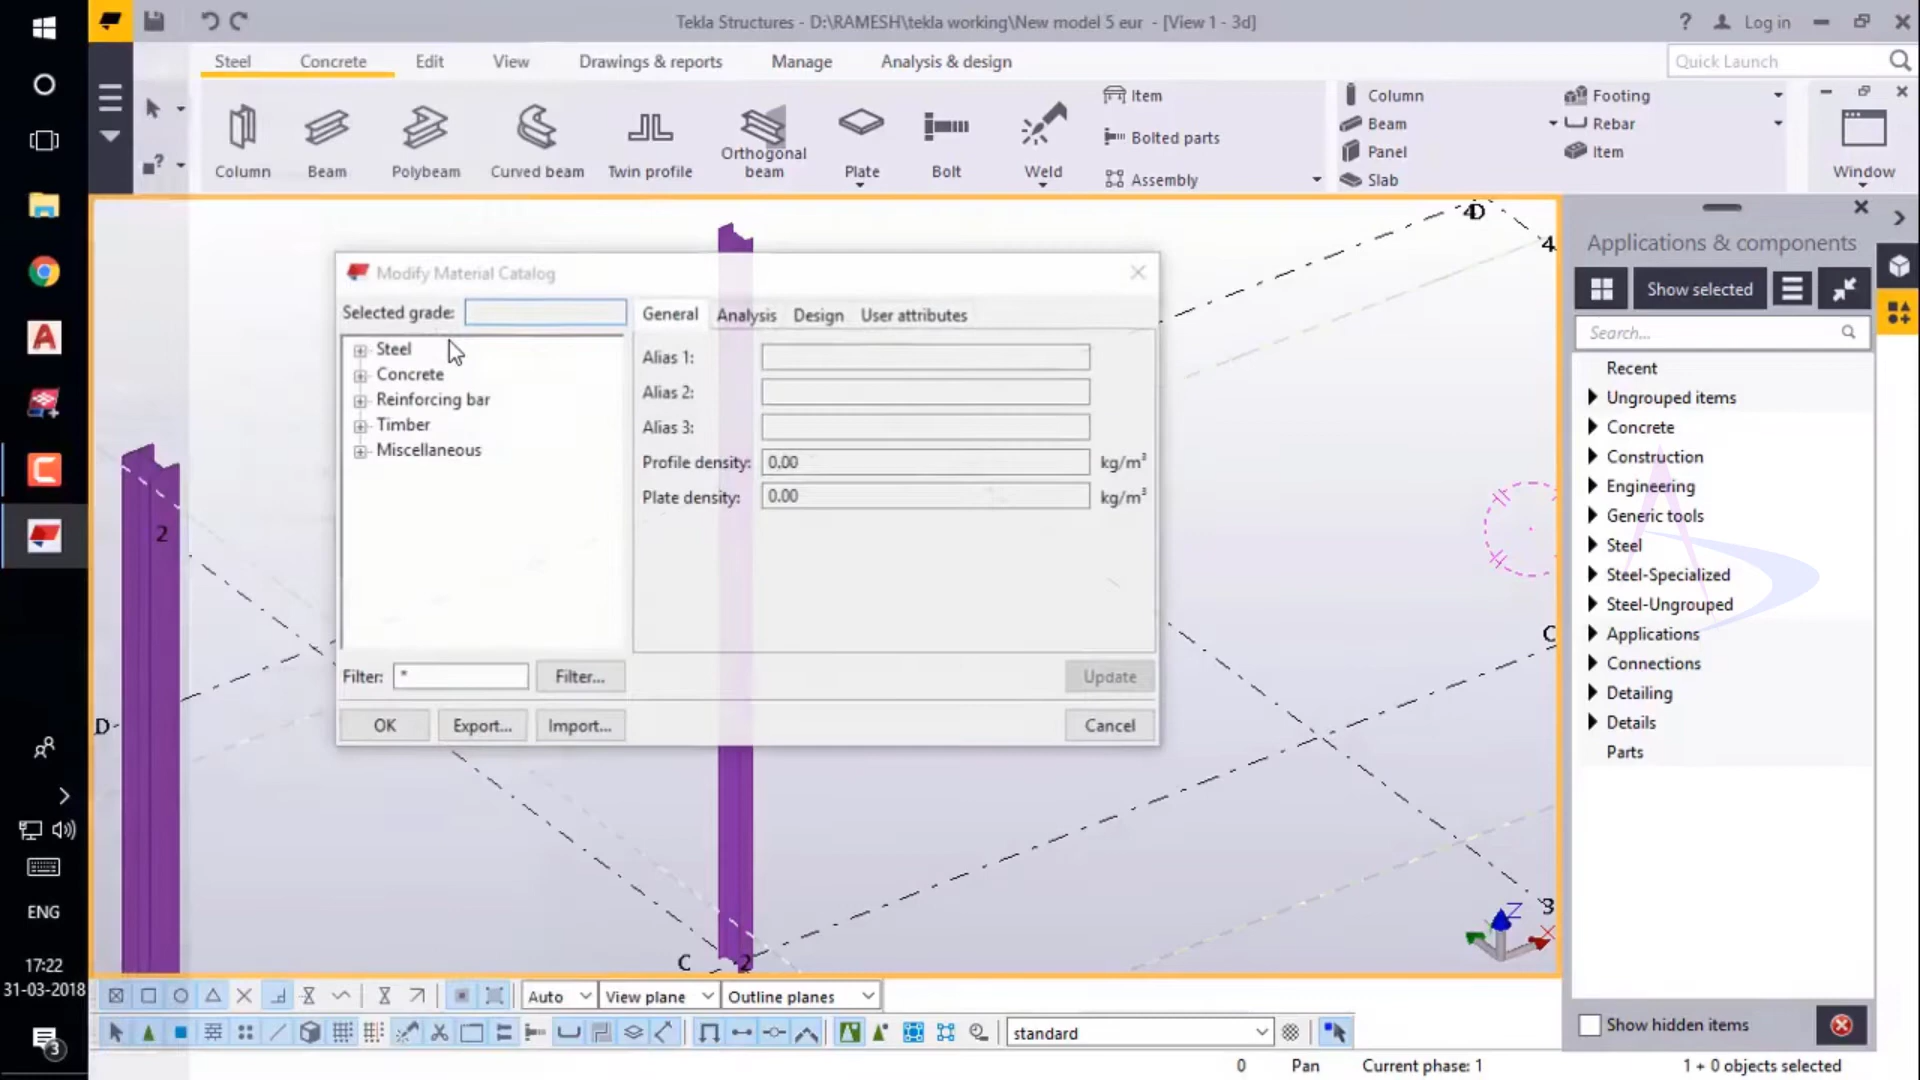 Tekla Structures - D:\RAMESH\tekla working\New model 5 eur - [View 1 - 3d]
? Log in
Steel Concrete Edit View Drawings & reports Manage Analysis & design
Quick Launch
Column
Beam
Polybeam
Curved beam
Twin profile
Orthogonal
beam
Plate
Bolt
Weld
Item
Bolted parts
Assembly
Column
Beam
Panel
Slab
Footing
Rebar
Item
Window
Modify Material Catalog
Selected grade:
Steel
Concrete
Reinforcing bar
Timber
Miscellaneous
General Analysis Design User attributes
Alias 1:
Alias 2:
Alias 3:
Profile density: 0.00 kg/m³
Plate density: 0.00 kg/m³
Filter: * Filter... Update
OK Export... Import... Cancel
4
D
4
2
D
C
C
2
3
Z
X
Applications & components
Show selected
Search...
Recent
Ungrouped items
Concrete
Construction
Engineering
Generic tools
Steel
Steel-Specialized
Steel-Ungrouped
Applications
Connections
Detailing
Details
Parts
Show hidden items
Auto View plane Outline planes
standard
0 Pan Current phase: 1 1 + 0 objects selected
ENG
17:22
31-03-2018
3